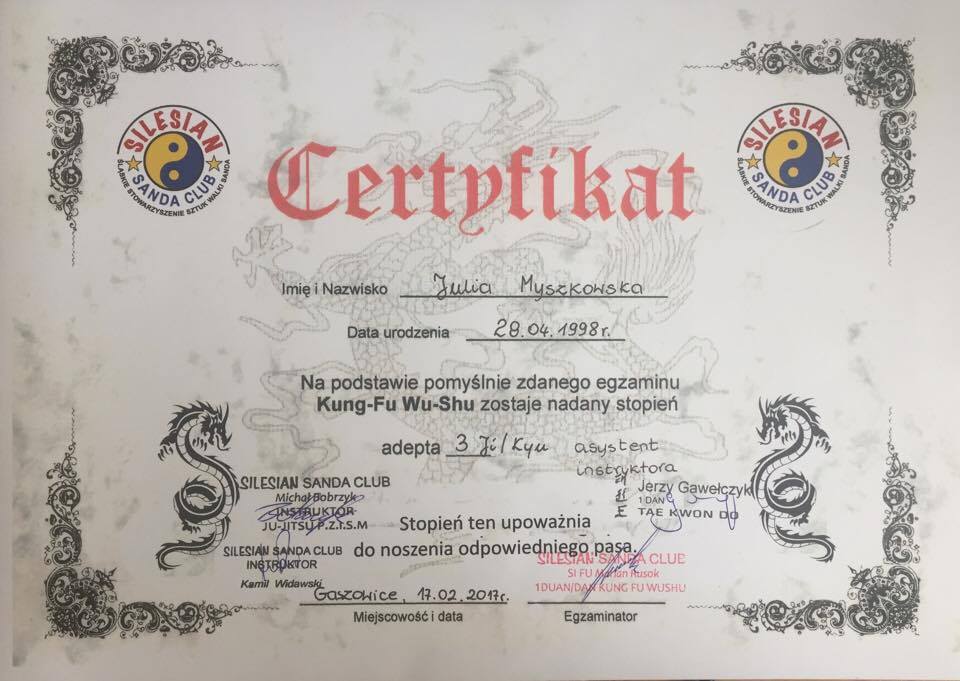 SILESIAN
SANDA CLUB
ŚLĄSKIE STOWARZYSZENIE SZTUK WALKI SANDA
SILESIAN
SANDA CLUB
ŚLĄSKIE STOWARZYSZENIE SZTUK WALKI SANDA
Certyfikat
Imię i Nazwisko Julia Myszkowska
Data urodzenia 28.04.1998r.
Na podstawie pomyślnie zdanego egzaminu
Kung-Fu Wu-Shu zostaje nadany stopień
adepta 3 Ji/Kyu asystent
instruktora
SILESIAN SANDA CLUB
Michał Bobrzyk
INSTRUKTOR
JU-JITSU P.Z.I.S.M
Jerzy Gawełczyk
1 DAN
TAE KWON DO
Stopień ten upoważnia
do noszenia odpowiedniego pasa.
SILESIAN SANDA CLUB
INSTRUKTOR
Kamil Widawski
SILESIAN SANDA CLUB
SI FU Marian Rusok
1DUAN/DAN KUNG FU WUSHU
Gaszowice, 17.02.2017r.
Miejscowość i data
Egzaminator